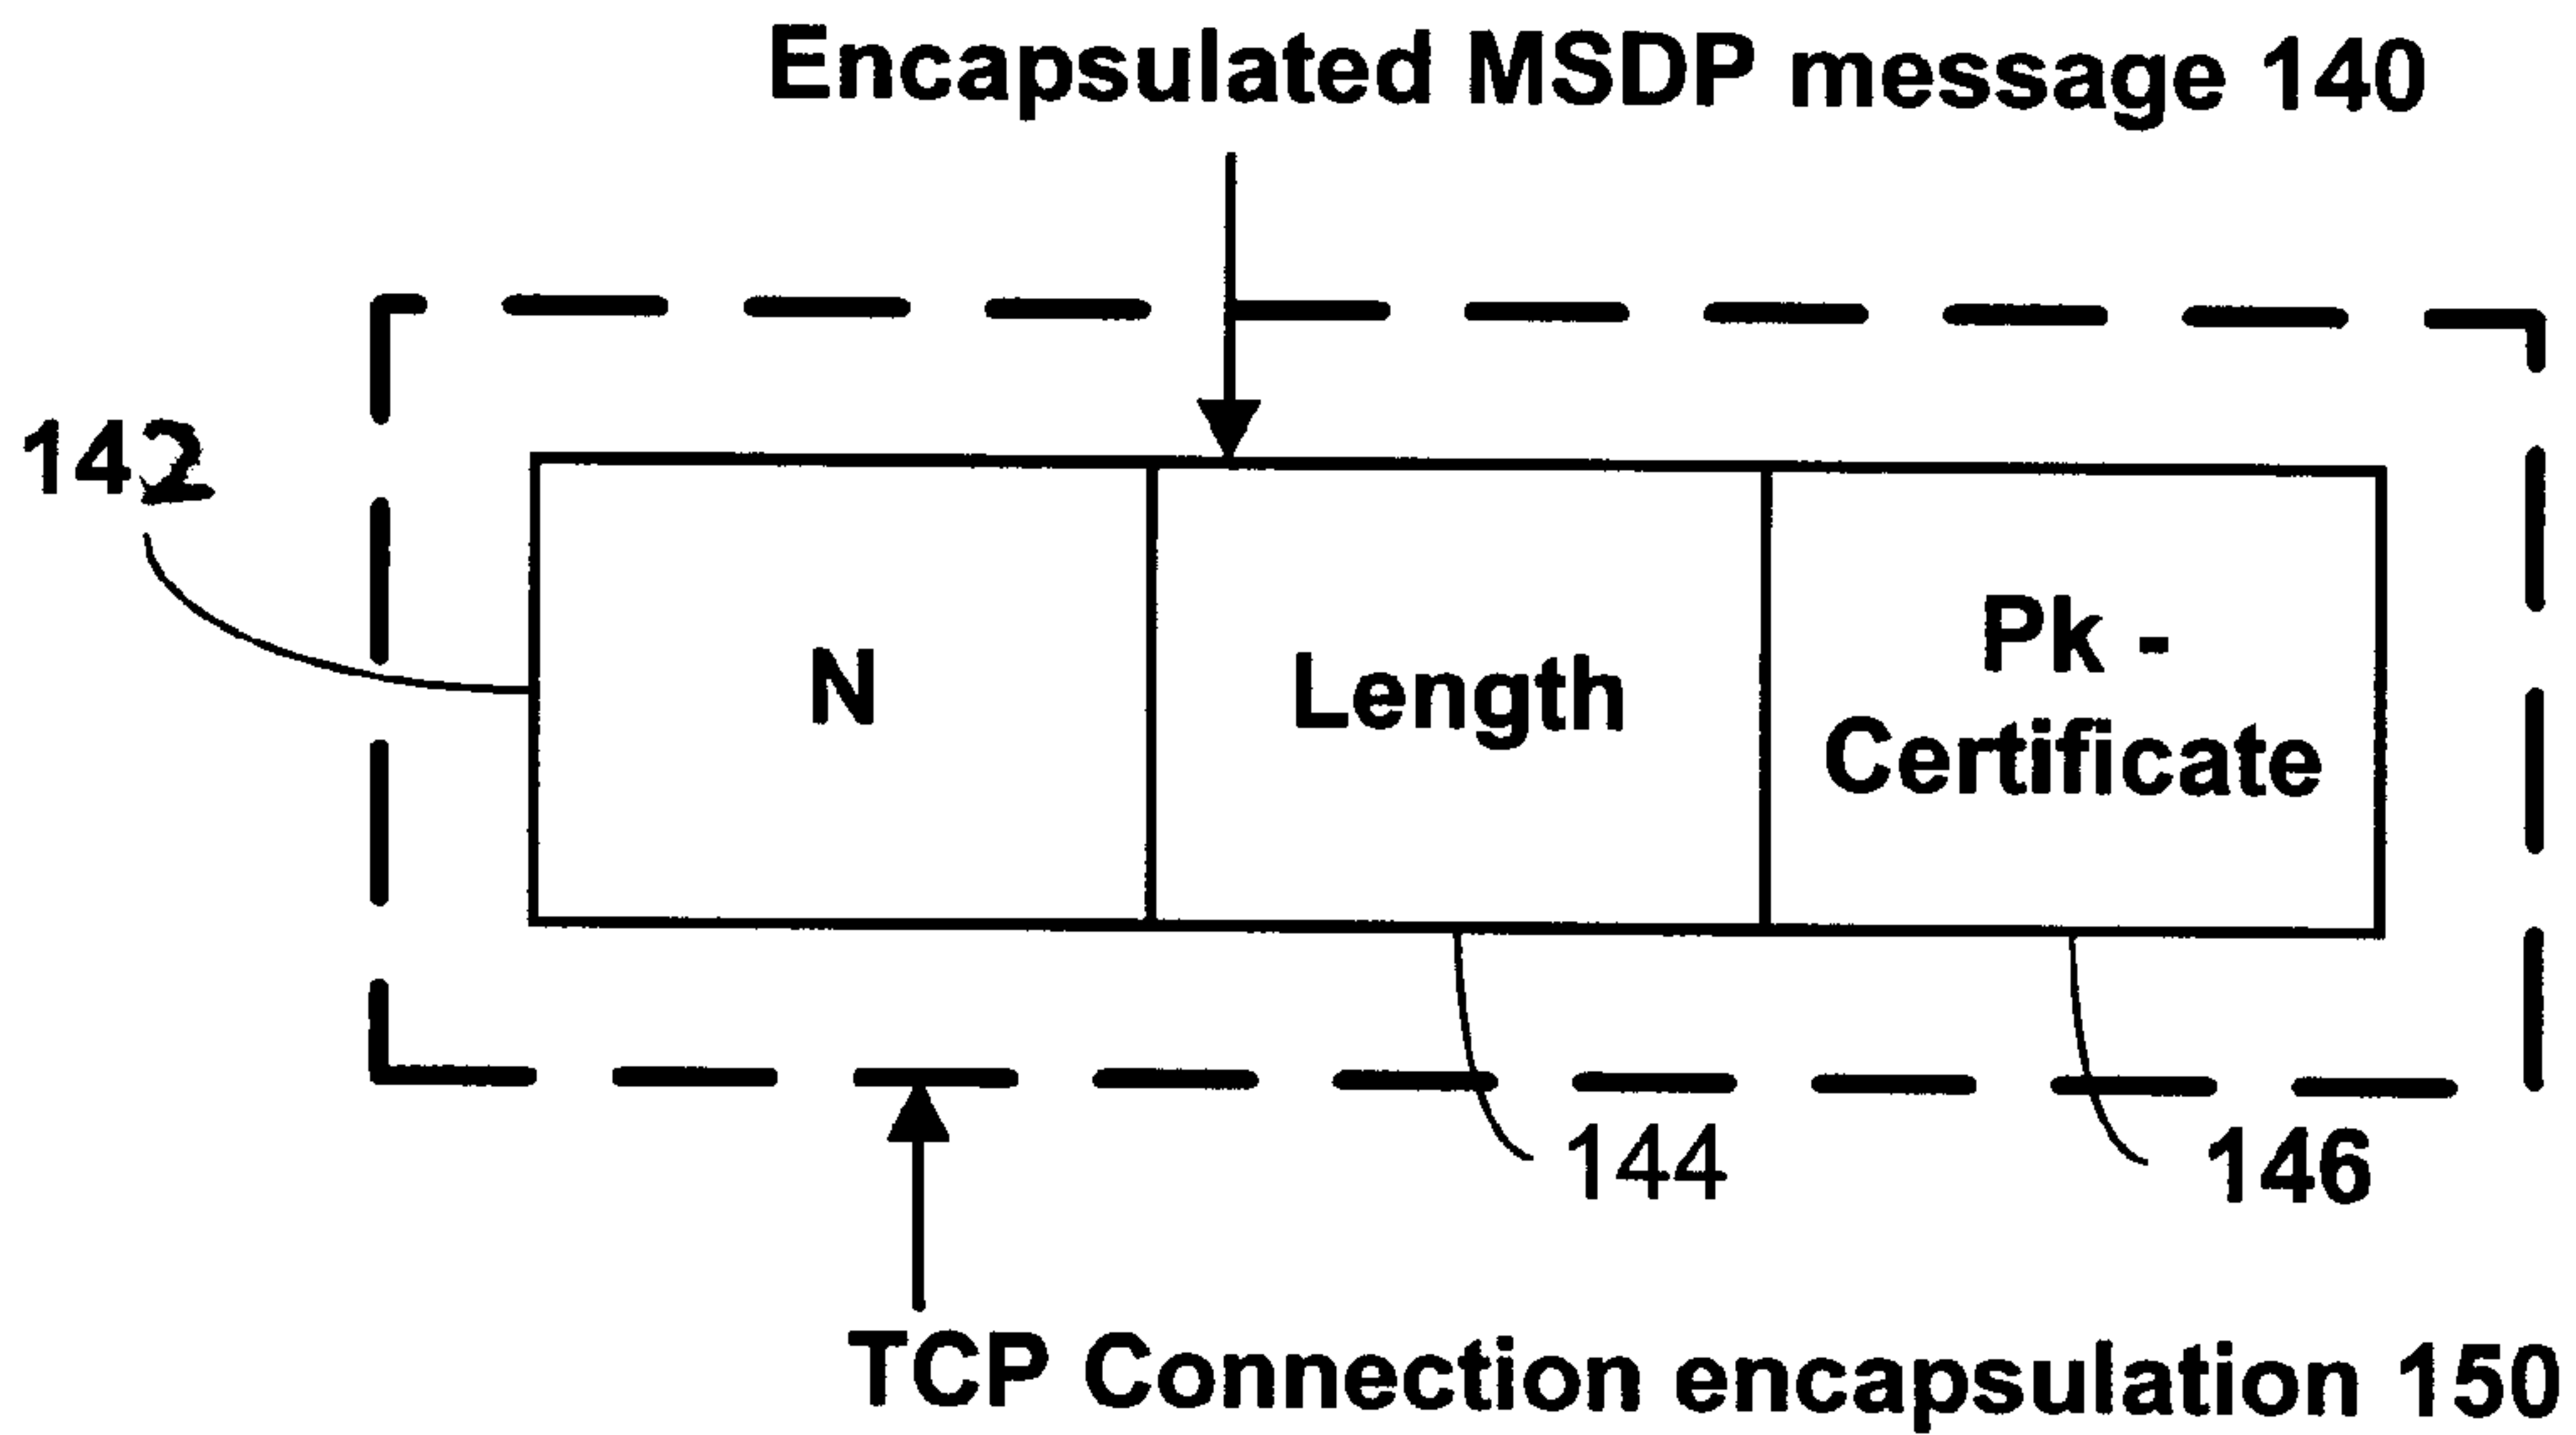 Encapsulated MSDP message 140
142
N
Length
Pk -
Certificate
144
146
TCP Connection encapsulation 150